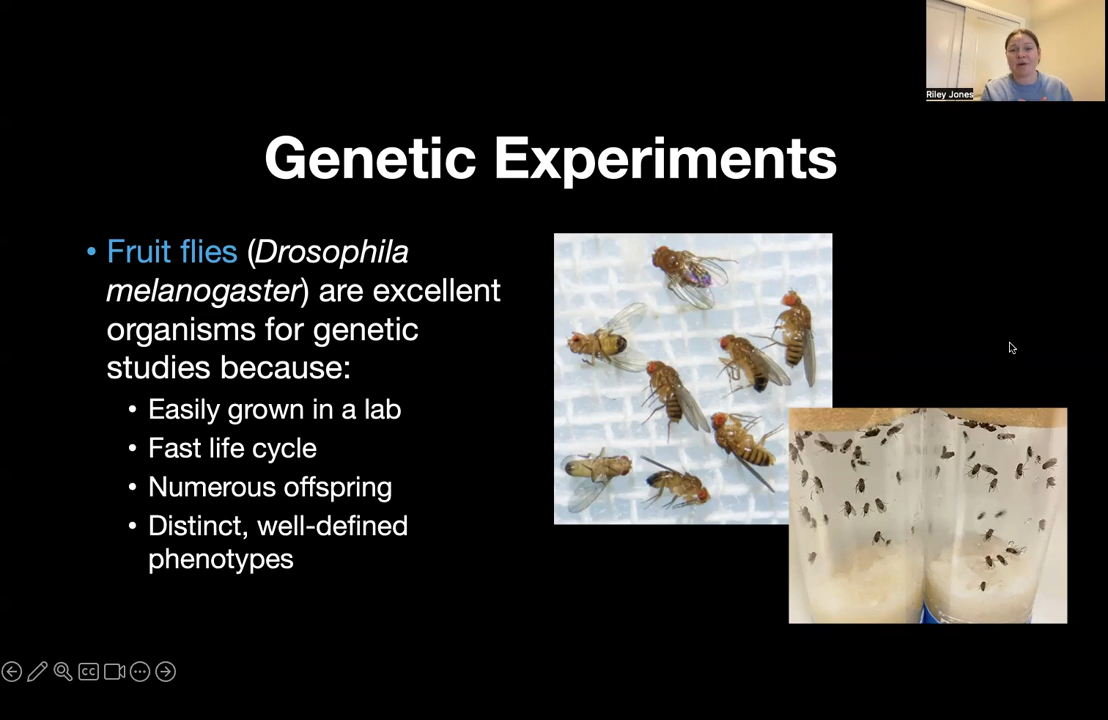 Riley Jones
Genetic Experiments
• Fruit flies (Drosophila
melanogaster) are excellent
organisms for genetic
studies because:
• Easily grown in a lab
• Fast life cycle
• Numerous offspring
• Distinct, well-defined
phenotypes
CC